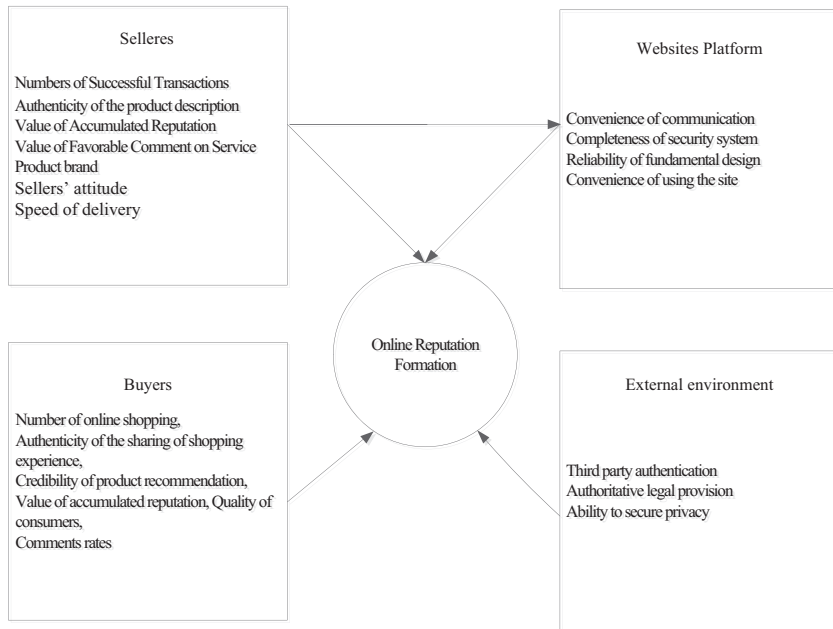 Selleres
Numbers of Successful Transactions
Authenticity of the product description
Value of Accumulated Reputation
Value of Favorable Comment on Service
Product brand
Sellers' attitude
Speed of delivery
Websites Platform
Convenience of communication
Completeness of security system
Reliability of fundamental design
Convenience of using the site
Online Reputation
Formation
Buyers
Number of online shopping,
Authenticity of the sharing of shopping
experience,
Credibility of product recommendation,
Value of accumulated reputation, Quality of
consumers,
Comments rates
External environment
Third party authentication
Authoritative legal provision
Ability to secure privacy